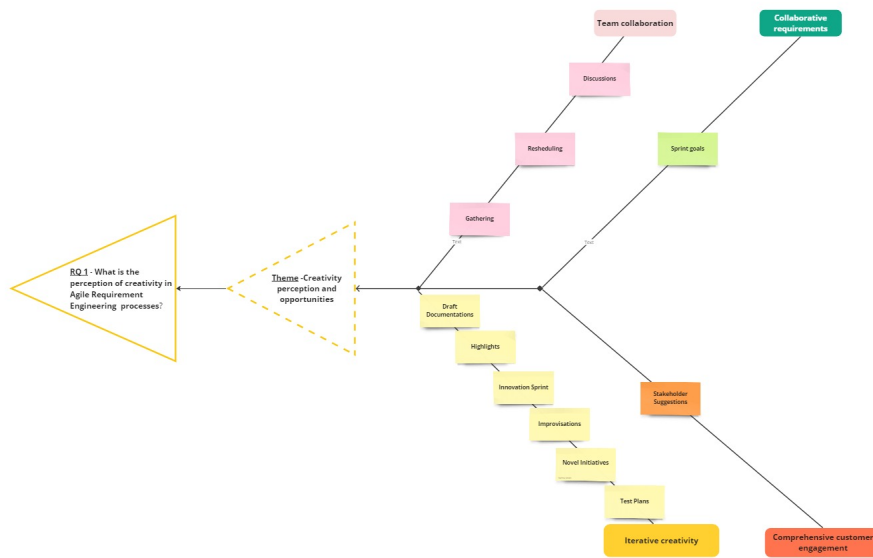 Team collaboration
Collaborative
requirements
Discussions
Resheduling
Sprint goals
Gathering
Text
Text
RQ 1 - What is the
perception of creativity in
Agile Requirement
Engineering processes?
Theme -Creativity
perception and
opportunities
Draft
Documentations
Highlights
Innovation Sprint
Stakeholder
Suggestions
Improvisations
Novel Initiatives
Test Plans
Iterative creativity
Comprehensive customer
engagement